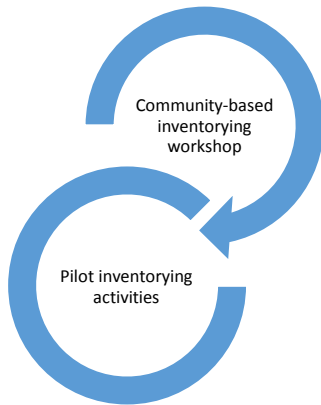 Community-based
inventorying
workshop
Pilot inventorying
activities